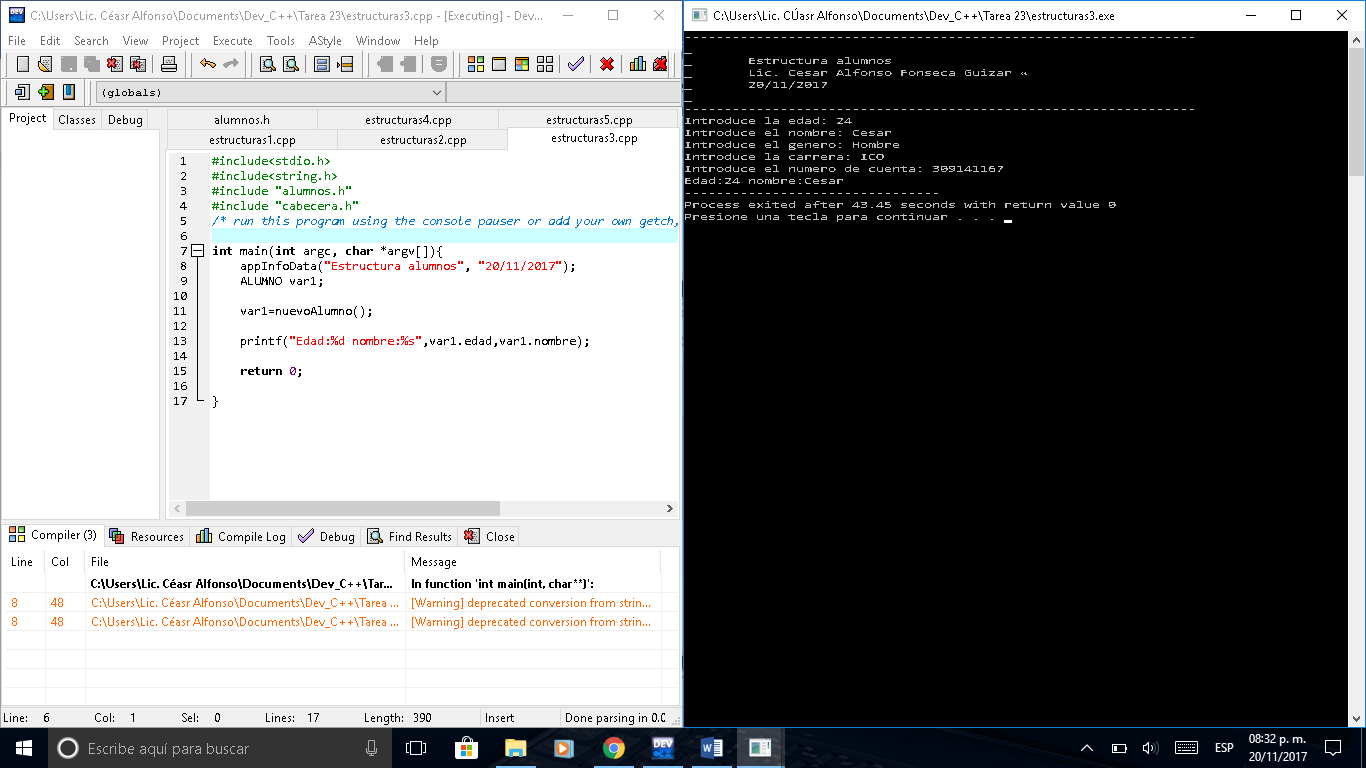 C:\Users\Lic. Céasr Alfonso\Documents\Dev_C++\Tarea 23\estructuras3.cpp - [Executing] - Dev...
File Edit Search View Project Execute Tools AStyle Window Help
(globals)
Project Classes Debug
alumnos.h estructuras4.cpp estructuras5.cpp
estructuras1.cpp estructuras2.cpp estructuras3.cpp
1 #include<stdio.h>
2 #include<string.h>
3 #include "alumnos.h"
4 #include "cabecera.h"
5 /* run this program using the console pauser or add your own getch,
6
7 int main(int argc, char *argv[]){
8 appInfoData("Estructura alumnos", "20/11/2017");
9 ALUMNO var1;
10
11 var1=nuevoAlumno();
12
13 printf("Edad:%d nombre:%s",var1.edad,var1.nombre);
14
15 return 0;
16
17 }
Compiler (3) Resources Compile Log Debug Find Results Close
Line Col File Message
C:\Users\Lic. Céasr Alfonso\Documents\Dev_C++\Tar... In function 'int main(int, char**)':
8 48 C:\Users\Lic. Céasr Alfonso\Documents\Dev_C++\Tarea ... [Warning] deprecated conversion from strin...
8 48 C:\Users\Lic. Céasr Alfonso\Documents\Dev_C++\Tarea ... [Warning] deprecated conversion from strin...
Line: 6 Col: 1 Sel: 0 Lines: 17 Length: 390 Insert Done parsing in 0.0
C:\Users\Lic. CÚasr Alfonso\Documents\Dev_C++\Tarea 23\estructuras3.exe
Estructura alumnos
Lic. Cesar Alfonso Fonseca Guizar «
20/11/2017
Introduce la edad: 24
Introduce el nombre: Cesar
Introduce el genero: Hombre
Introduce la carrera: ICO
Introduce el numero de cuenta: 309141167
Edad:24 nombre:Cesar
--------------------------------
Process exited after 43.45 seconds with return value 0
Presione una tecla para continuar . . .
Escribe aquí para buscar
DEV
ESP
08:32 p. m.
20/11/2017